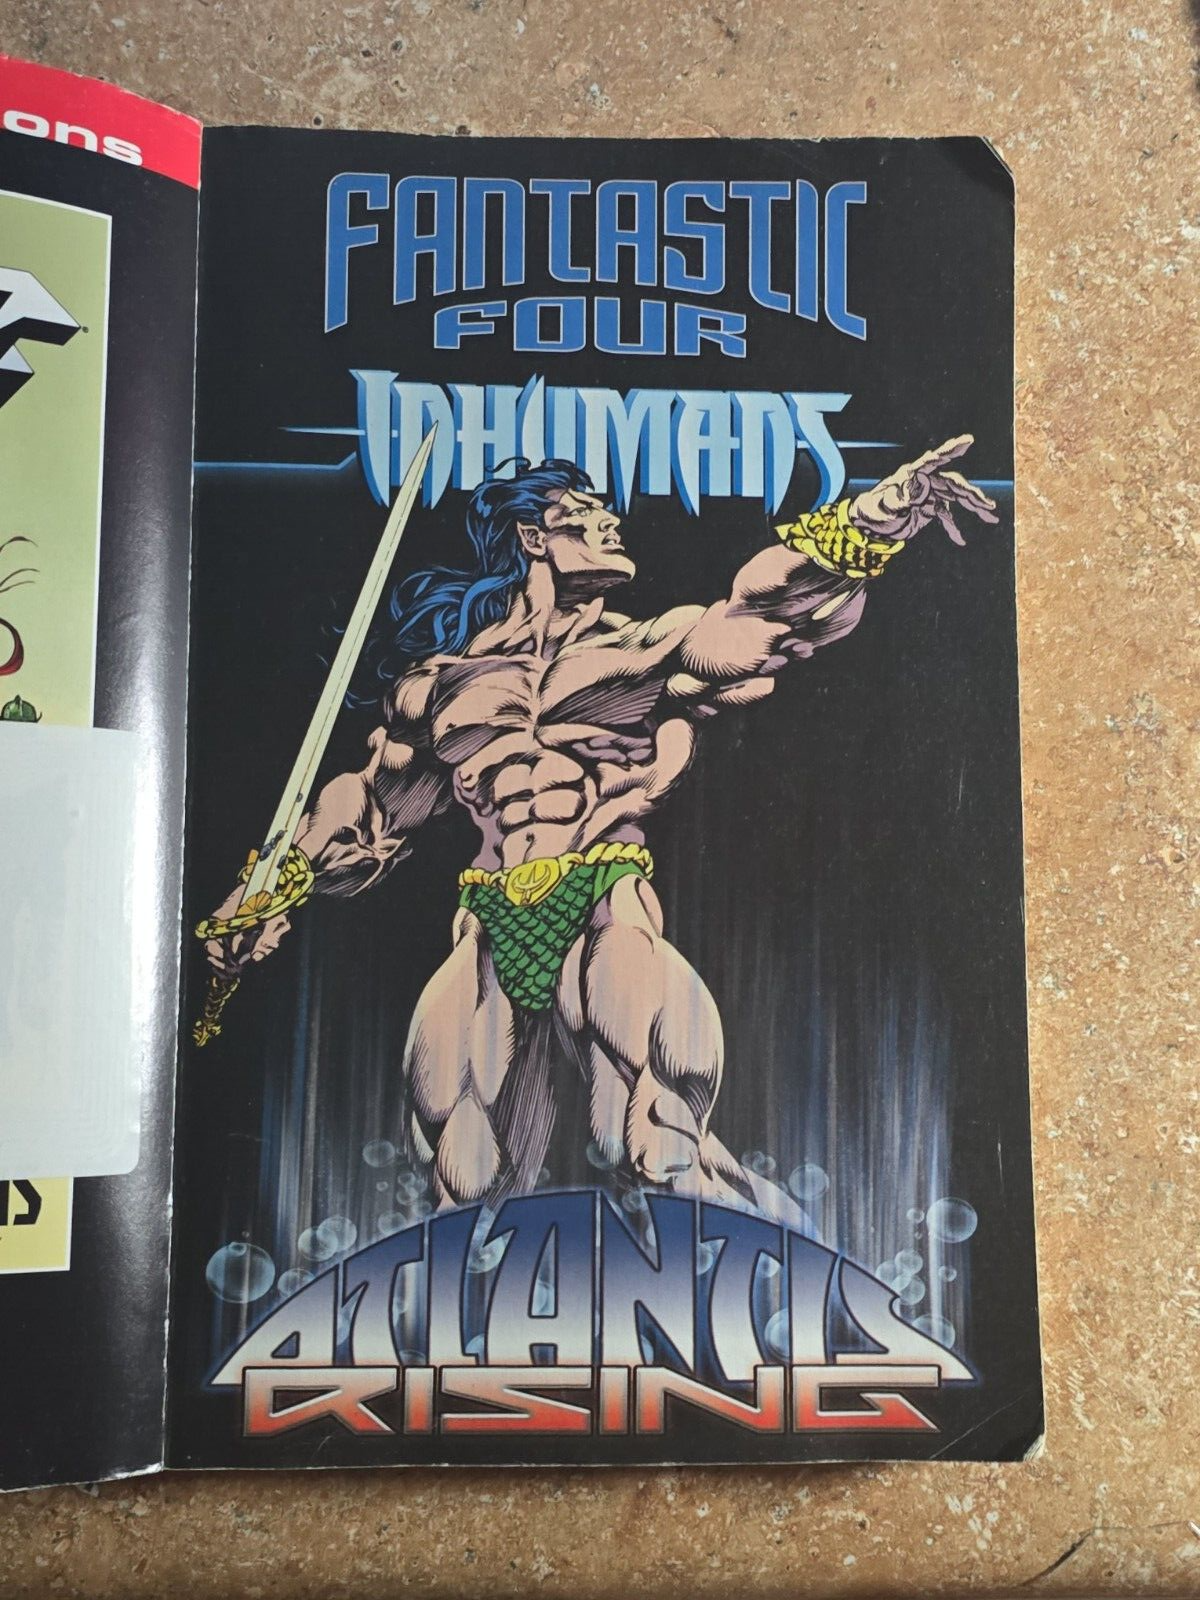 ons
FANTASTIC
FOUR
INHUMANS
ATLANTIS
RISING